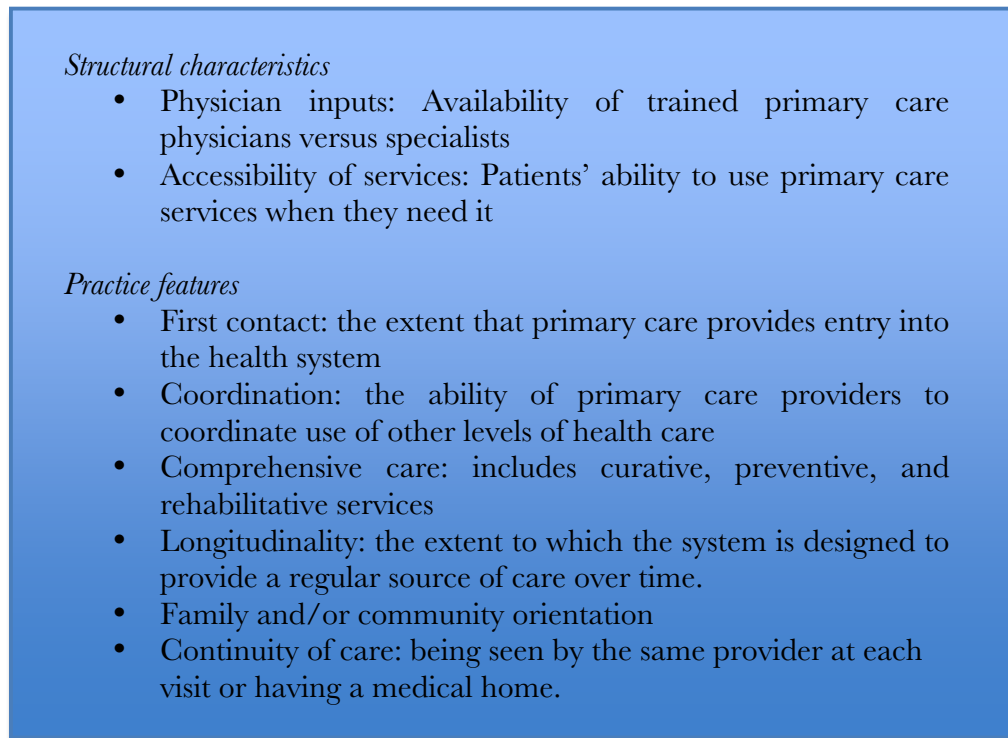 Structural characteristics
• Physician inputs: Availability of trained primary care
physicians versus specialists
• Accessibility of services: Patients’ ability to use primary care
services when they need it
Practice features
• First contact: the extent that primary care provides entry into
the health system
• Coordination: the ability of primary care providers to
coordinate use of other levels of health care
• Comprehensive care: includes curative, preventive, and
rehabilitative services
• Longitudinality: the extent to which the system is designed to
provide a regular source of care over time.
• Family and/or community orientation
• Continuity of care: being seen by the same provider at each
visit or having a medical home.